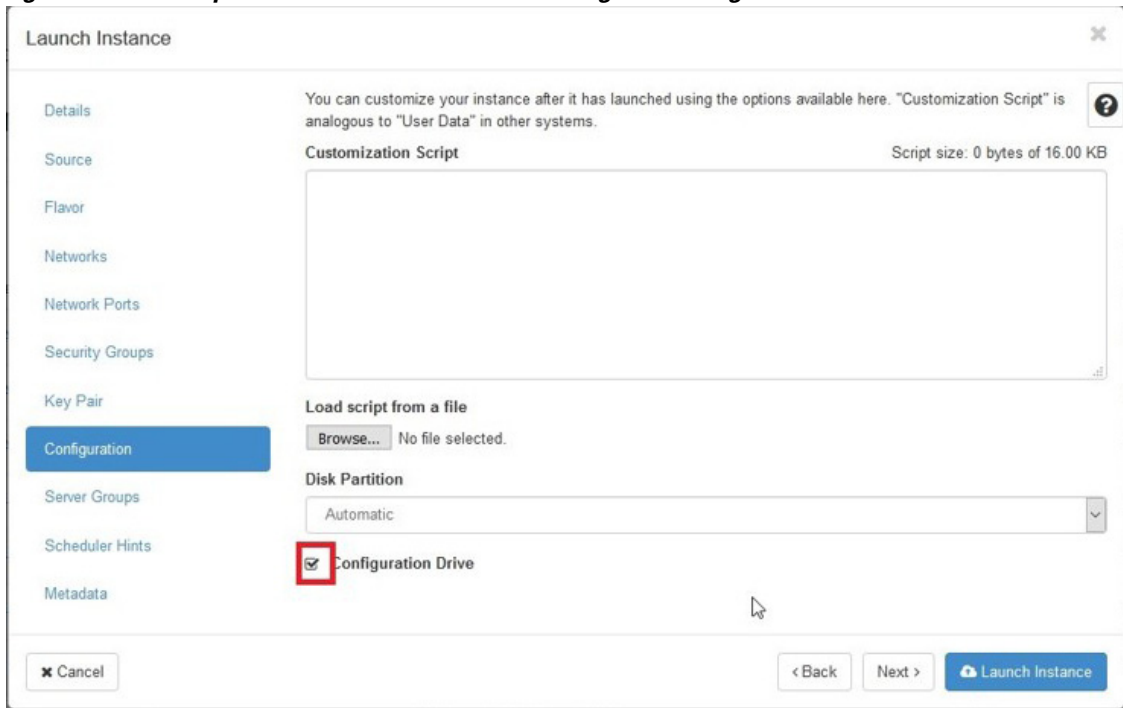 Launch Instance
Details
Source
Flavor
Networks
Network Ports
Security Groups
Key Pair
Configuration
Server Groups
Scheduler Hints
Metadata
You can customize your instance after it has launched using the options available here. "Customization Script" is
analogous to "User Data" in other systems.
Customization Script
Script size: 0 bytes of 16.00 KB
Load script from a file
Browse... No file selected.
Disk Partition
Automatic
Configuration Drive
Cancel
< Back
Next >
Launch Instance